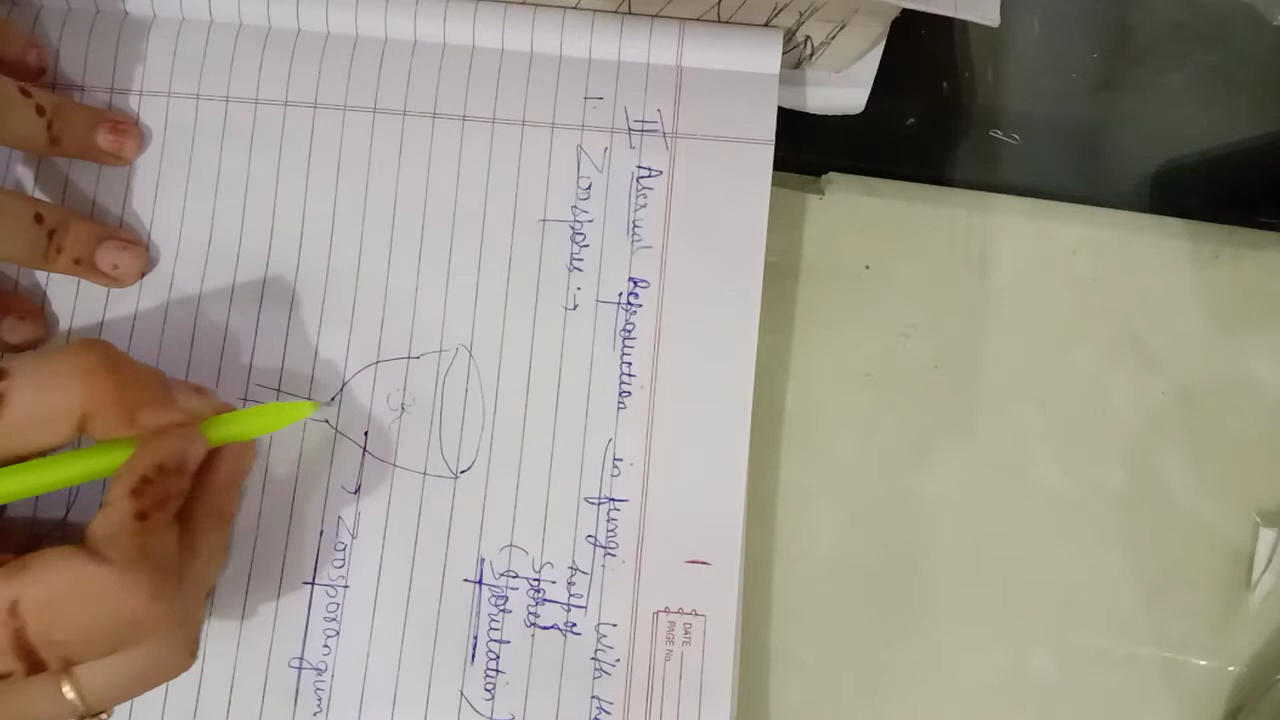 DATE
PAGE No.
II Asexual Reproduction in fungi. With the
help of
spores
(Sporulation)
1. Zoospores :→
→ Zoosporangium